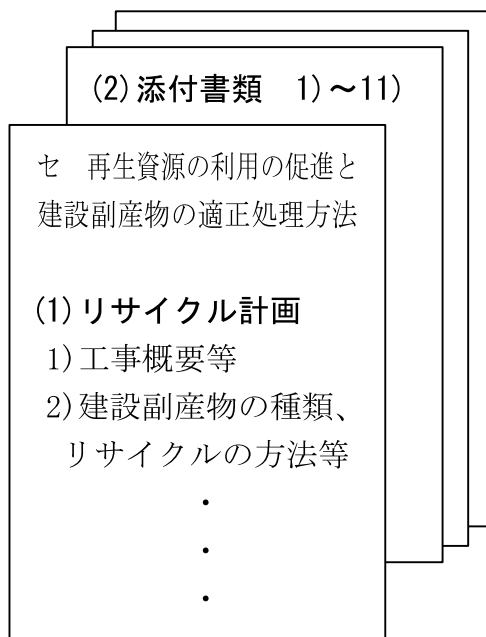 (2)添付書類 1)～11)
セ 再生資源の利用の促進と
建設副産物の適正処理方法
(1)リサイクル計画
1)工事概要等
2)建設副産物の種類、
リサイクルの方法等
・
・
・